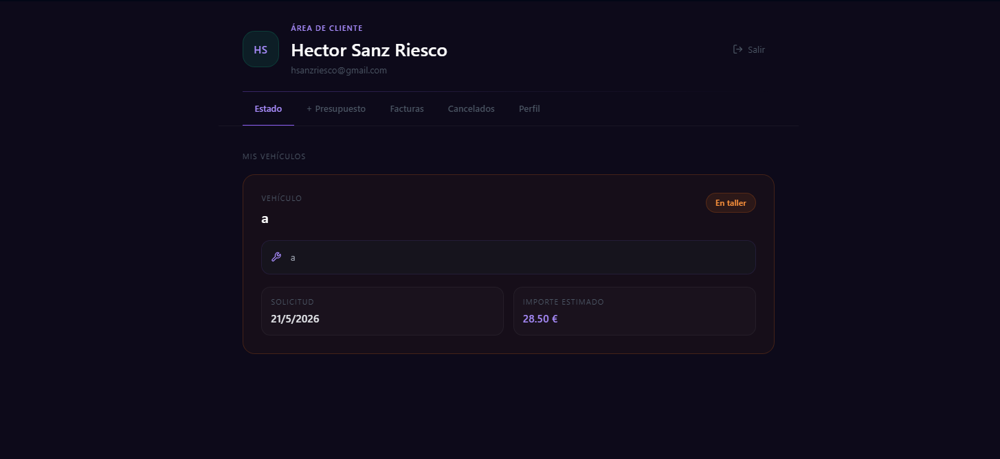 ÁREA DE CLIENTE
HS
Hector Sanz Riesco
hsanzriesco@gmail.com
Salir
Estado
+ Presupuesto
Facturas
Cancelados
Perfil
MIS VEHÍCULOS
VEHÍCULO
En taller
a
a
SOLICITUD
21/5/2026
IMPORTE ESTIMADO
28.50 €